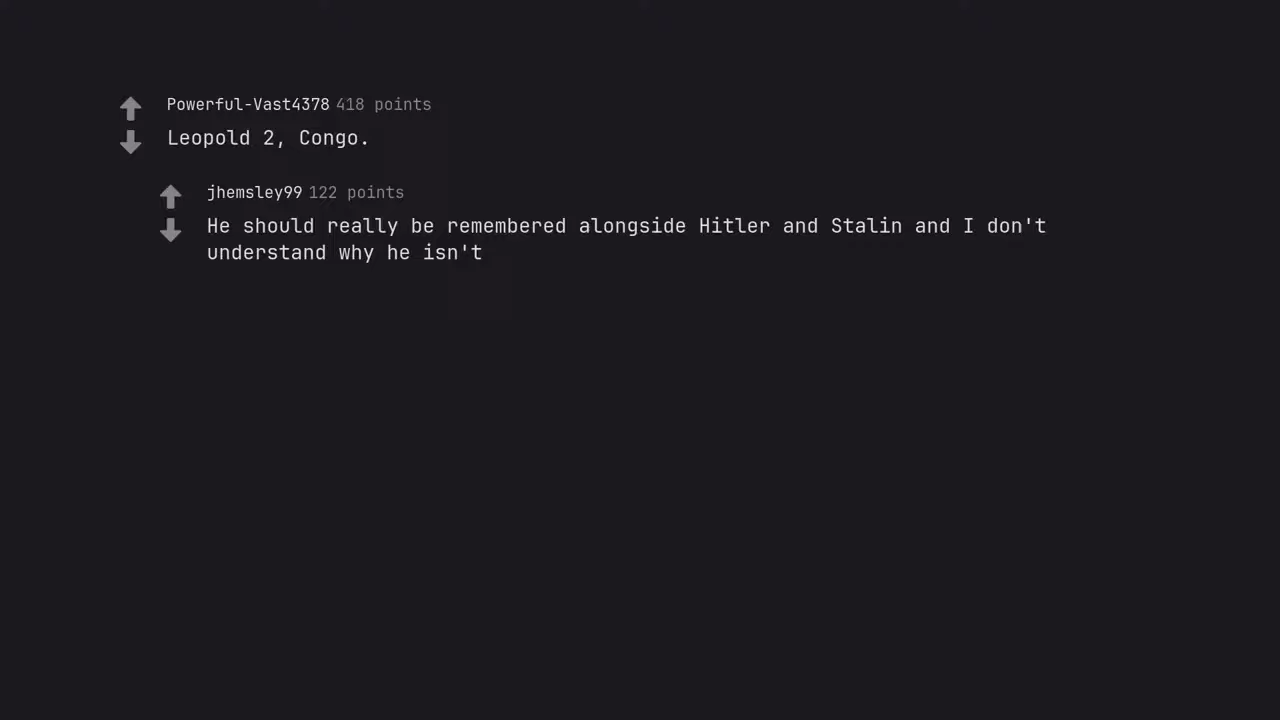 Powerful-Vast4378 418 points
Leopold 2, Congo.
jhemsley99 122 points
He should really be remembered alongside Hitler and Stalin and I don't
understand why he isn't